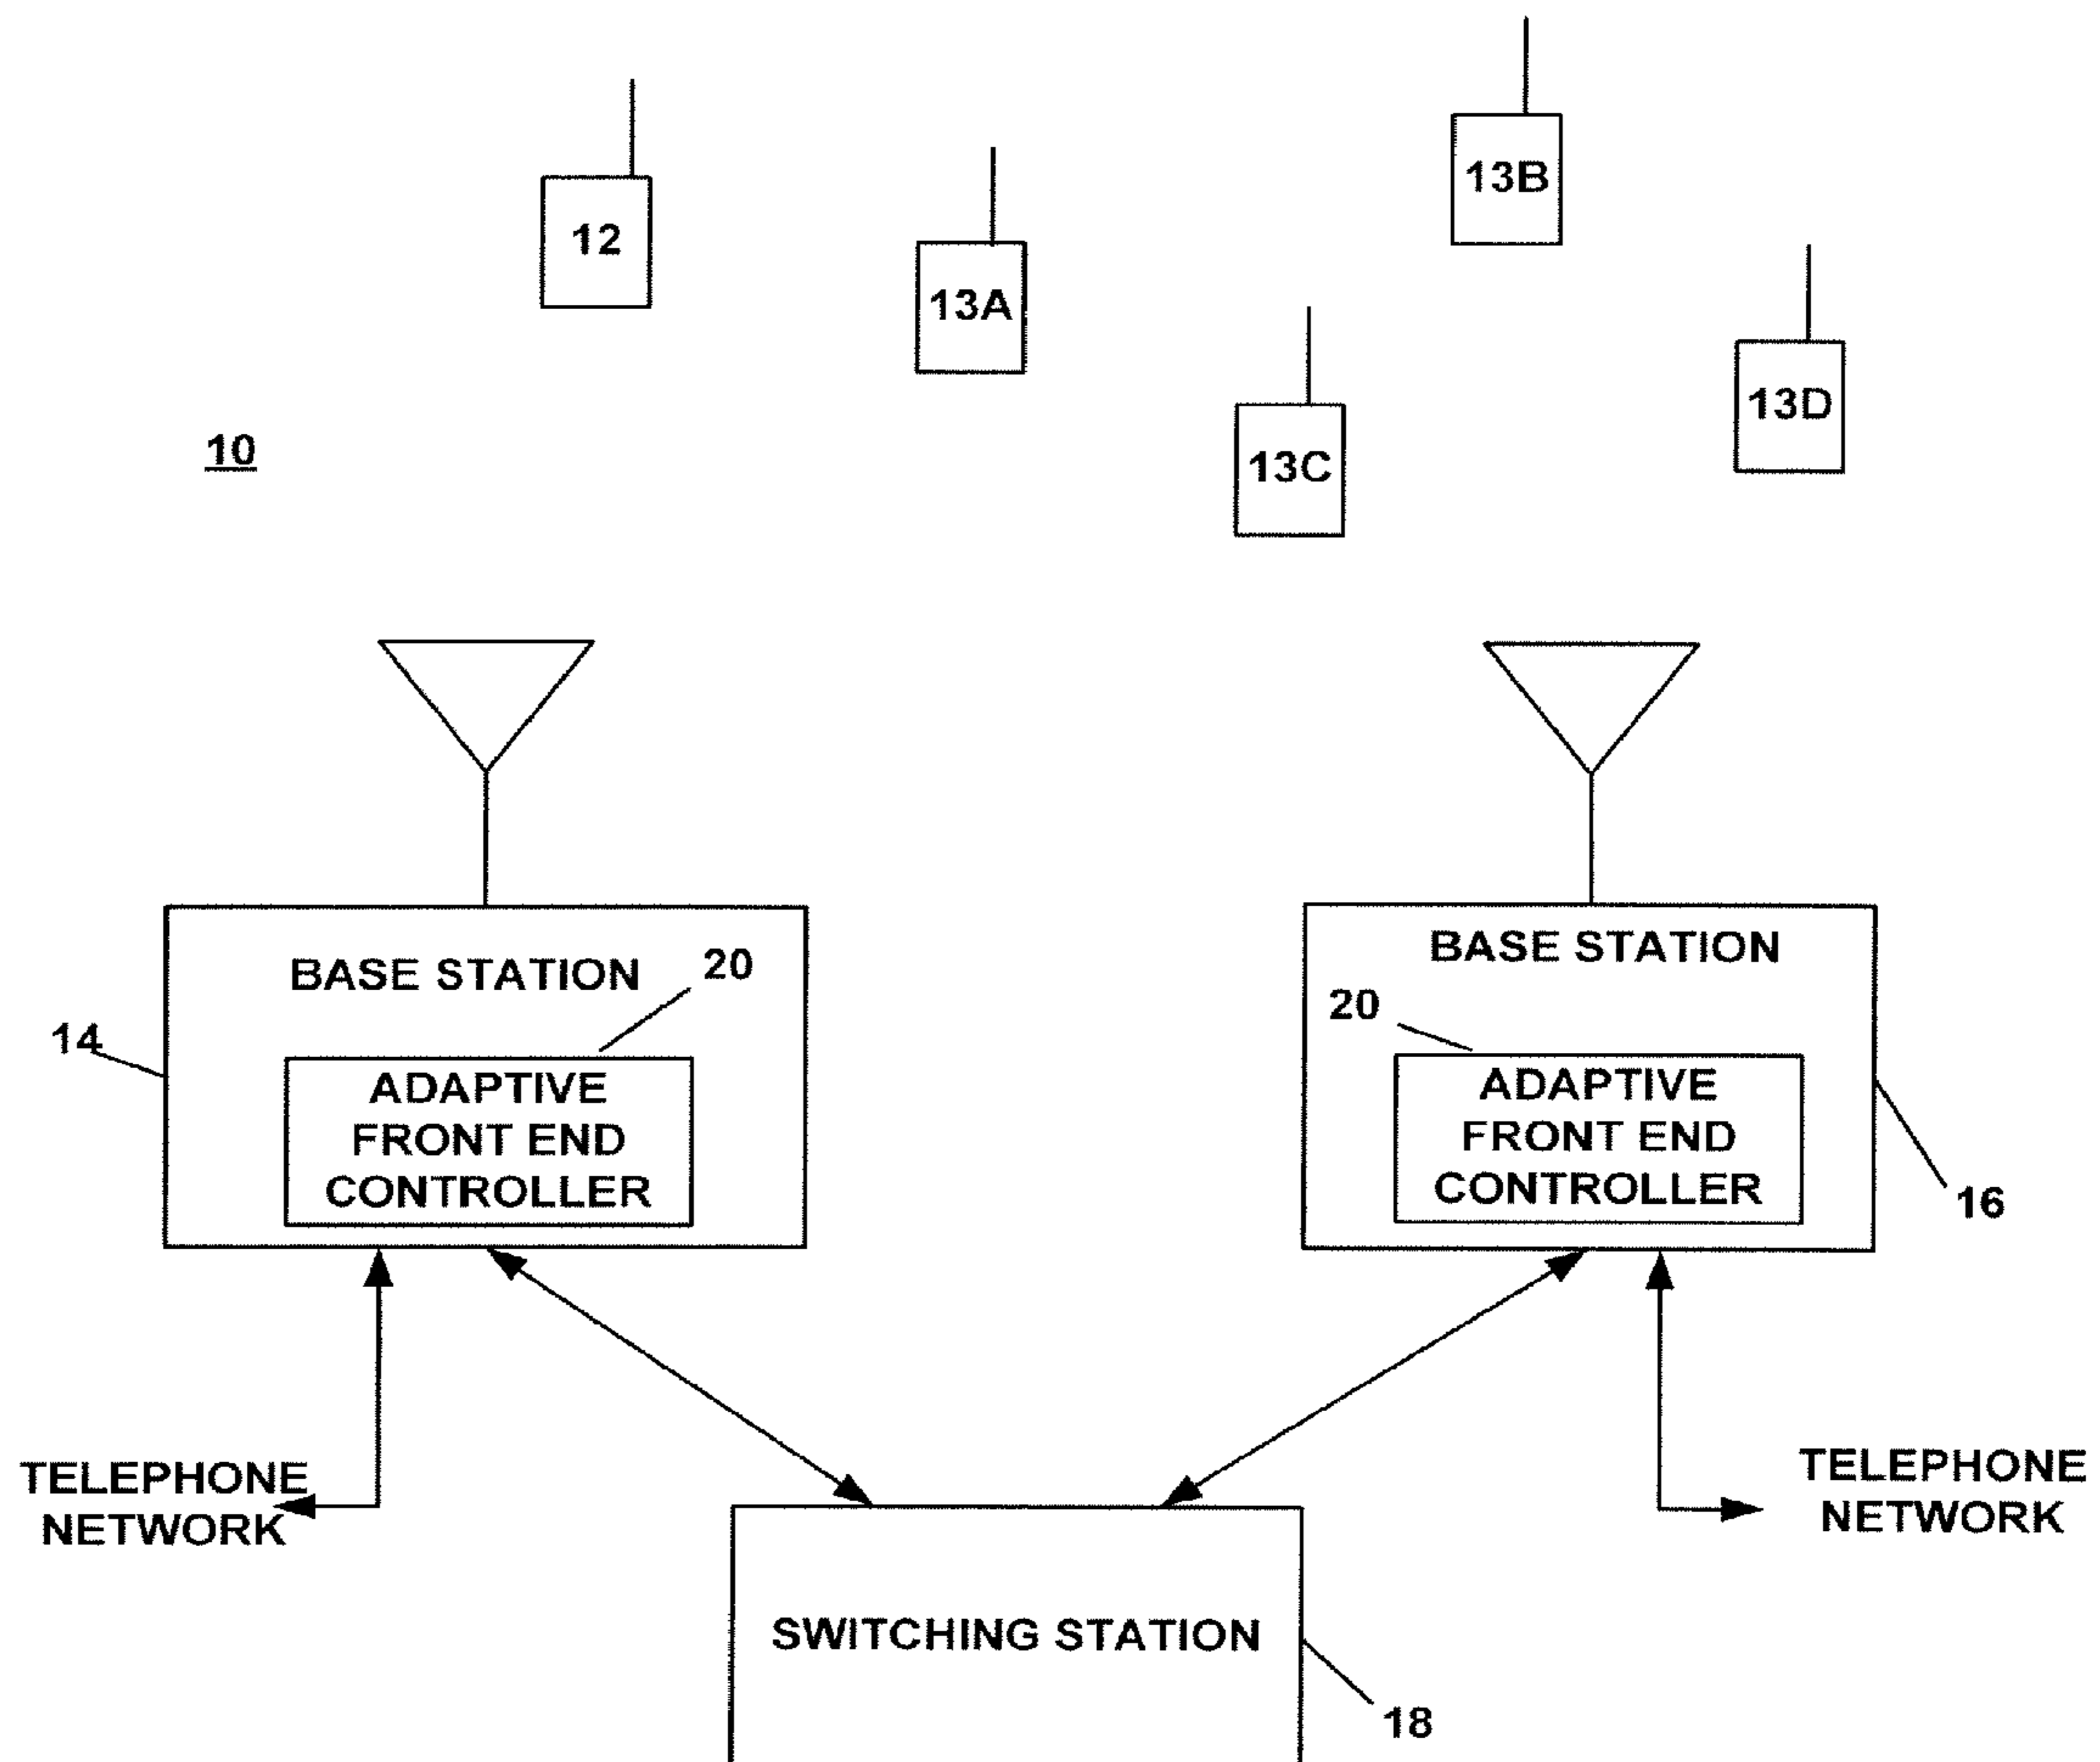 13B
12
13A
13D
10
13C
BASE STATION
20
14
ADAPTIVE
FRONT END
CONTROLLER
BASE STATION
20
ADAPTIVE
FRONT END
CONTROLLER
16
TELEPHONE
NETWORK
TELEPHONE
NETWORK
SWITCHING STATION
18